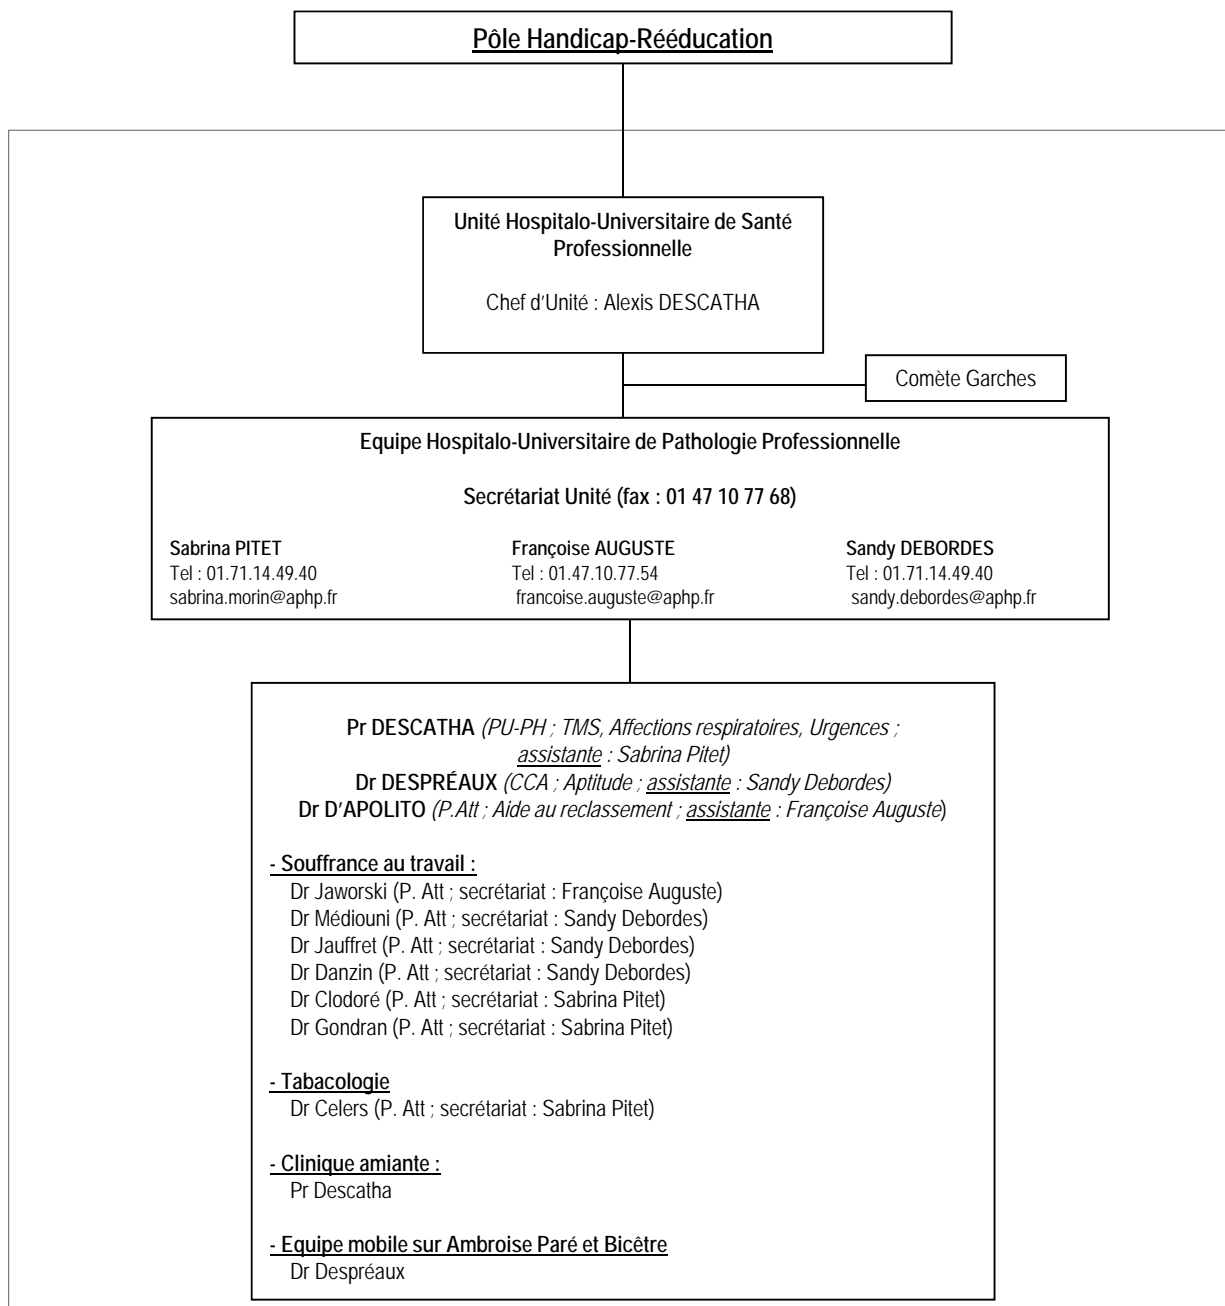 Pôle Handicap-Rééducation
Unité Hospitalo-Universitaire de Santé
Professionnelle
Chef d'Unité : Alexis DESCATHA
Comète Garches
Equipe Hospitalo-Universitaire de Pathologie Professionnelle
Secrétariat Unité (fax : 01 47 10 77 68)
Sabrina PITET
Tel : 01.71.14.49.40
sabrina.morin@aphp.fr
Françoise AUGUSTE
Tel : 01.47.10.77.54
francoise.auguste@aphp.fr
Sandy DEBORDES
Tel : 01.71.14.49.40
sandy.debordes@aphp.fr
Pr DESCATHA (PU-PH ; TMS, Affections respiratoires, Urgences ;
assistante : Sabrina Pitet)
Dr DESPRÉAUX (CCA ; Aptitude ; assistante : Sandy Debordes)
Dr D'APOLITO (P.Att ; Aide au reclassement ; assistante : Françoise Auguste)
- Souffrance au travail :
Dr Jaworski (P. Att ; secrétariat : Françoise Auguste)
Dr Médiouni (P. Att ; secrétariat : Sandy Debordes)
Dr Jauffret (P. Att ; secrétariat : Sandy Debordes)
Dr Danzin (P. Att ; secrétariat : Sandy Debordes)
Dr Clodoré (P. Att ; secrétariat : Sabrina Pitet)
Dr Gondran (P. Att ; secrétariat : Sabrina Pitet)
- Tabacologie
Dr Celers (P. Att ; secrétariat : Sabrina Pitet)
- Clinique amiante :
Pr Descatha
- Equipe mobile sur Ambroise Paré et Bicêtre
Dr Despréaux